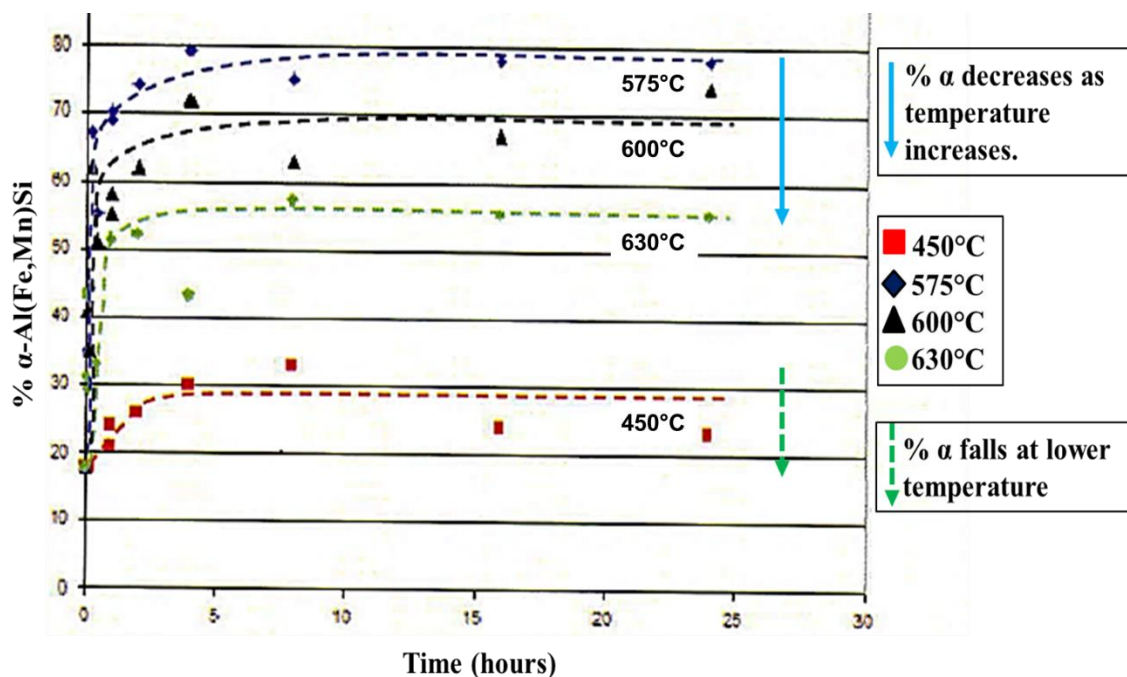 % α-Al(Fe,Mn)Si
80
70
60
50
40
30
20
10
0
0
5
10
15
20
25
30
Time (hours)
575°C
600°C
630°C
450°C
% α decreases as
temperature
increases.
450°C
575°C
600°C
630°C
% α falls at lower
temperature